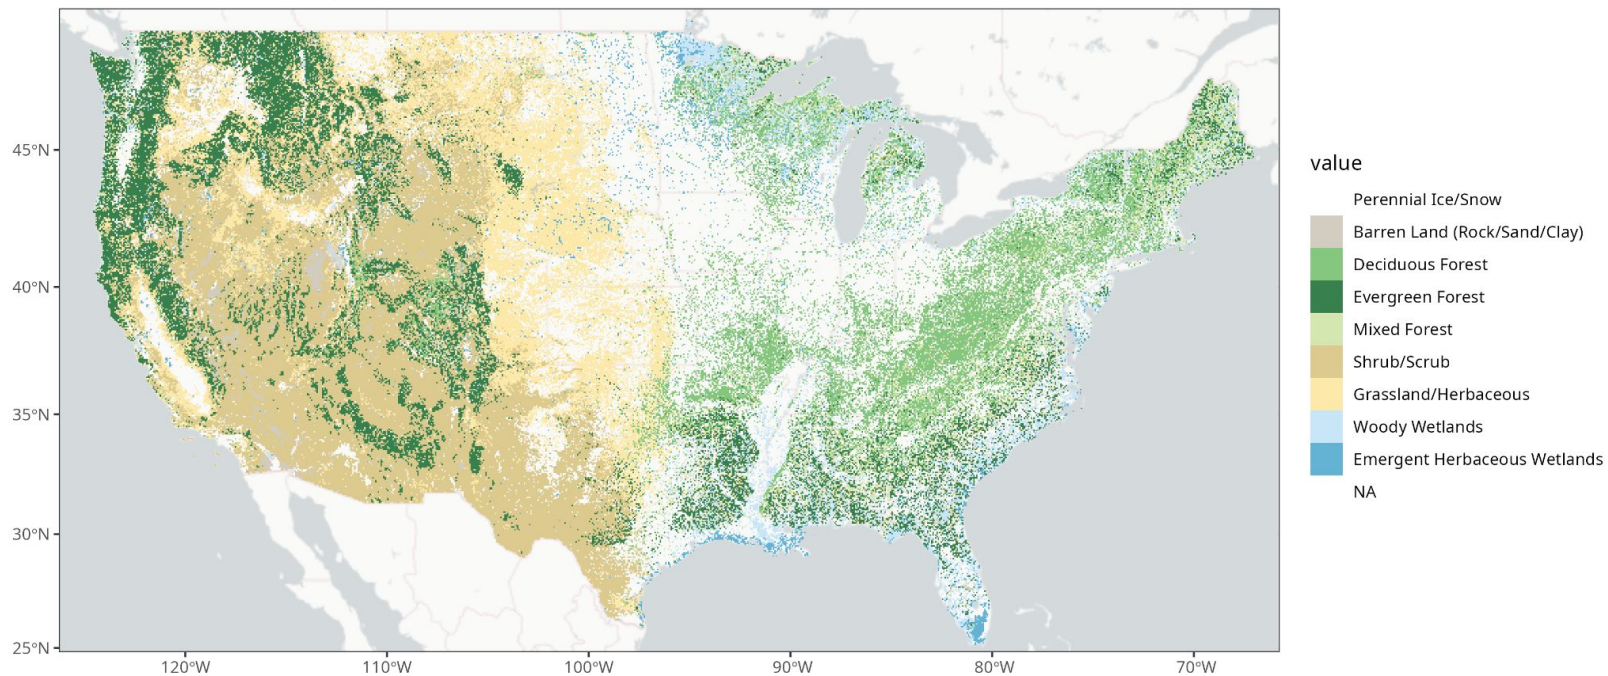 value
Perennial Ice/Snow
Barren Land (Rock/Sand/Clay)
Deciduous Forest
Evergreen Forest
Mixed Forest
Shrub/Scrub
Grassland/Herbaceous
Woody Wetlands
Emergent Herbaceous Wetlands
NA
45°N
40°N
35°N
30°N
25°N
120°W
110°W
100°W
90°W
80°W
70°W